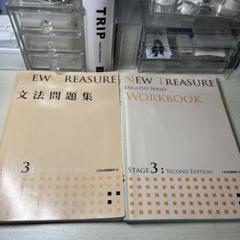 TRIP
NEW TREASURE
文法問題集
3
NEW TREASURE
ENGLISH SERIES
WORKBOOK
STAGE 3: SECOND EDITION